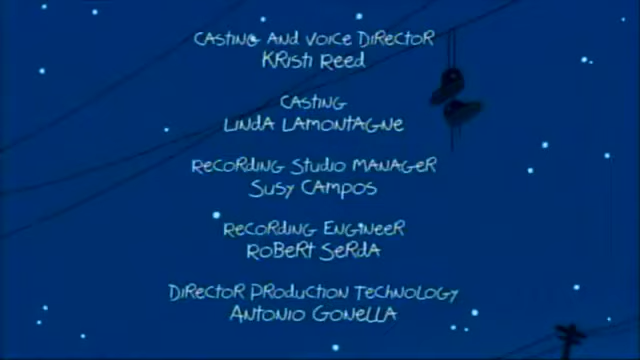 Casting and Voice Director
Kristi Reed
Casting
Linda Lamontagne
Recording Studio Manager
Susy Campos
Recording Engineer
Robert Serda
Director Production Technology
Antonio Gonella